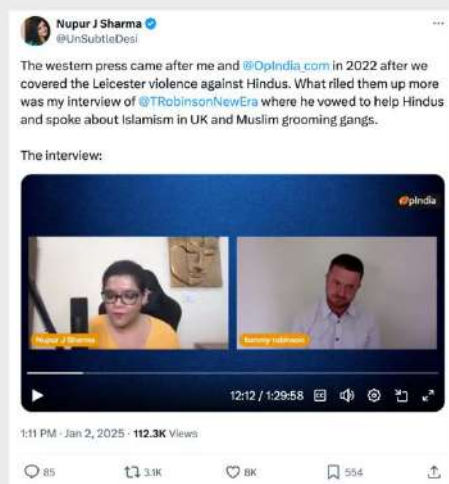 Nupur J Sharma
@UnSubtleDesi
The western press came after me and @OpIndia_com in 2022 after we
covered the Leicester violence against Hindus. What riled them up more
was my interview of @TRobinsonNewEra where he vowed to help Hindus
and spoke about Islamism in UK and Muslim grooming gangs.
The interview:
OpIndia
Nupur J Sharma
tommy robinson
12:12 / 1:29:58
1:11 PM · Jan 2, 2025 · 112.3K Views
85 3.1K 8K 554